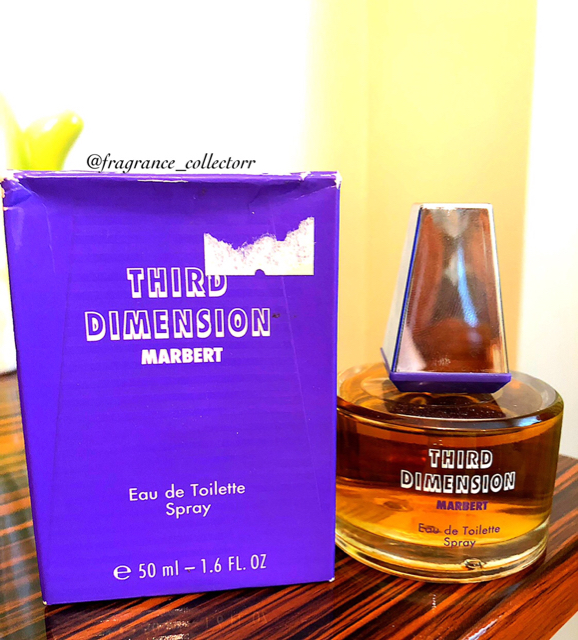 @fragrance_collectorr
THIRD
DIMENSION
MARBERT
Eau de Toilette
Spray
℮ 50 ml – 1.6 FL. OZ
THIRD
DIMENSION
MARBERT
Eau de Toilette
Spray